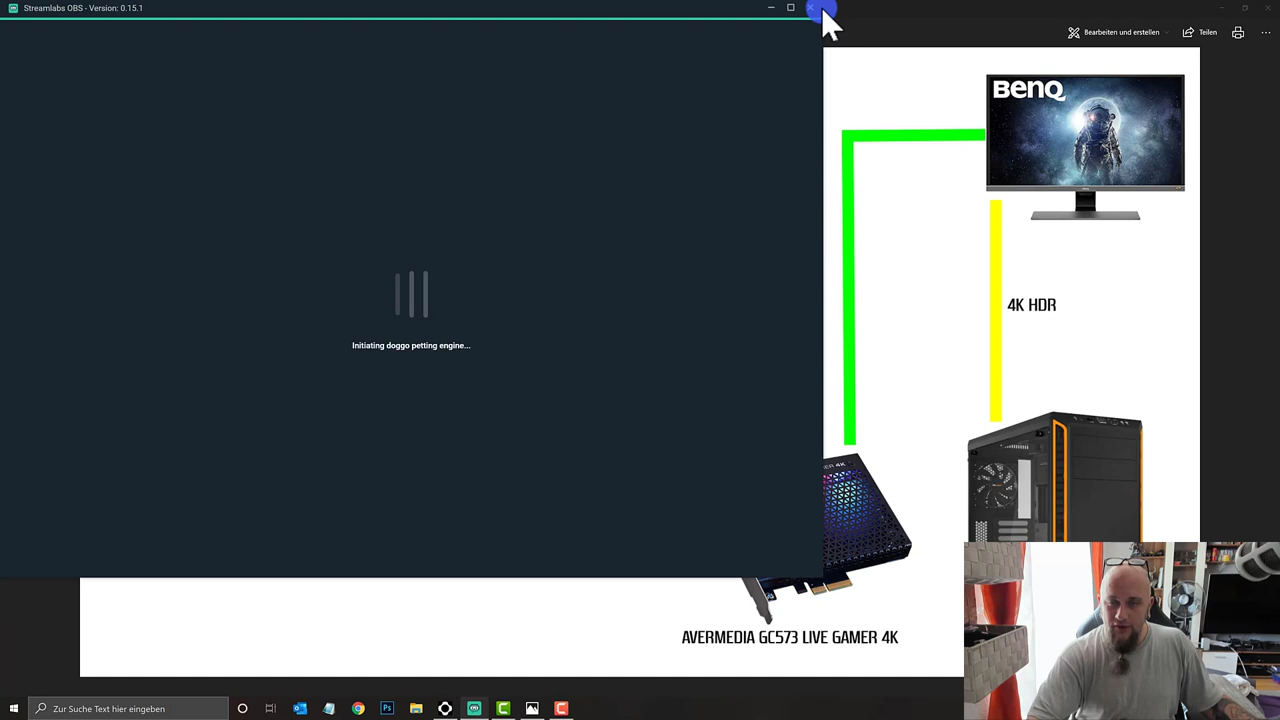 Streamlabs OBS - Version: 0.15.1
Bearbeiten und erstellen
Teilen
BenQ
4K HDR
Initiating doggo petting engine...
AVERMEDIA GC573 LIVE GAMER 4K
Zur Suche Text hier eingeben